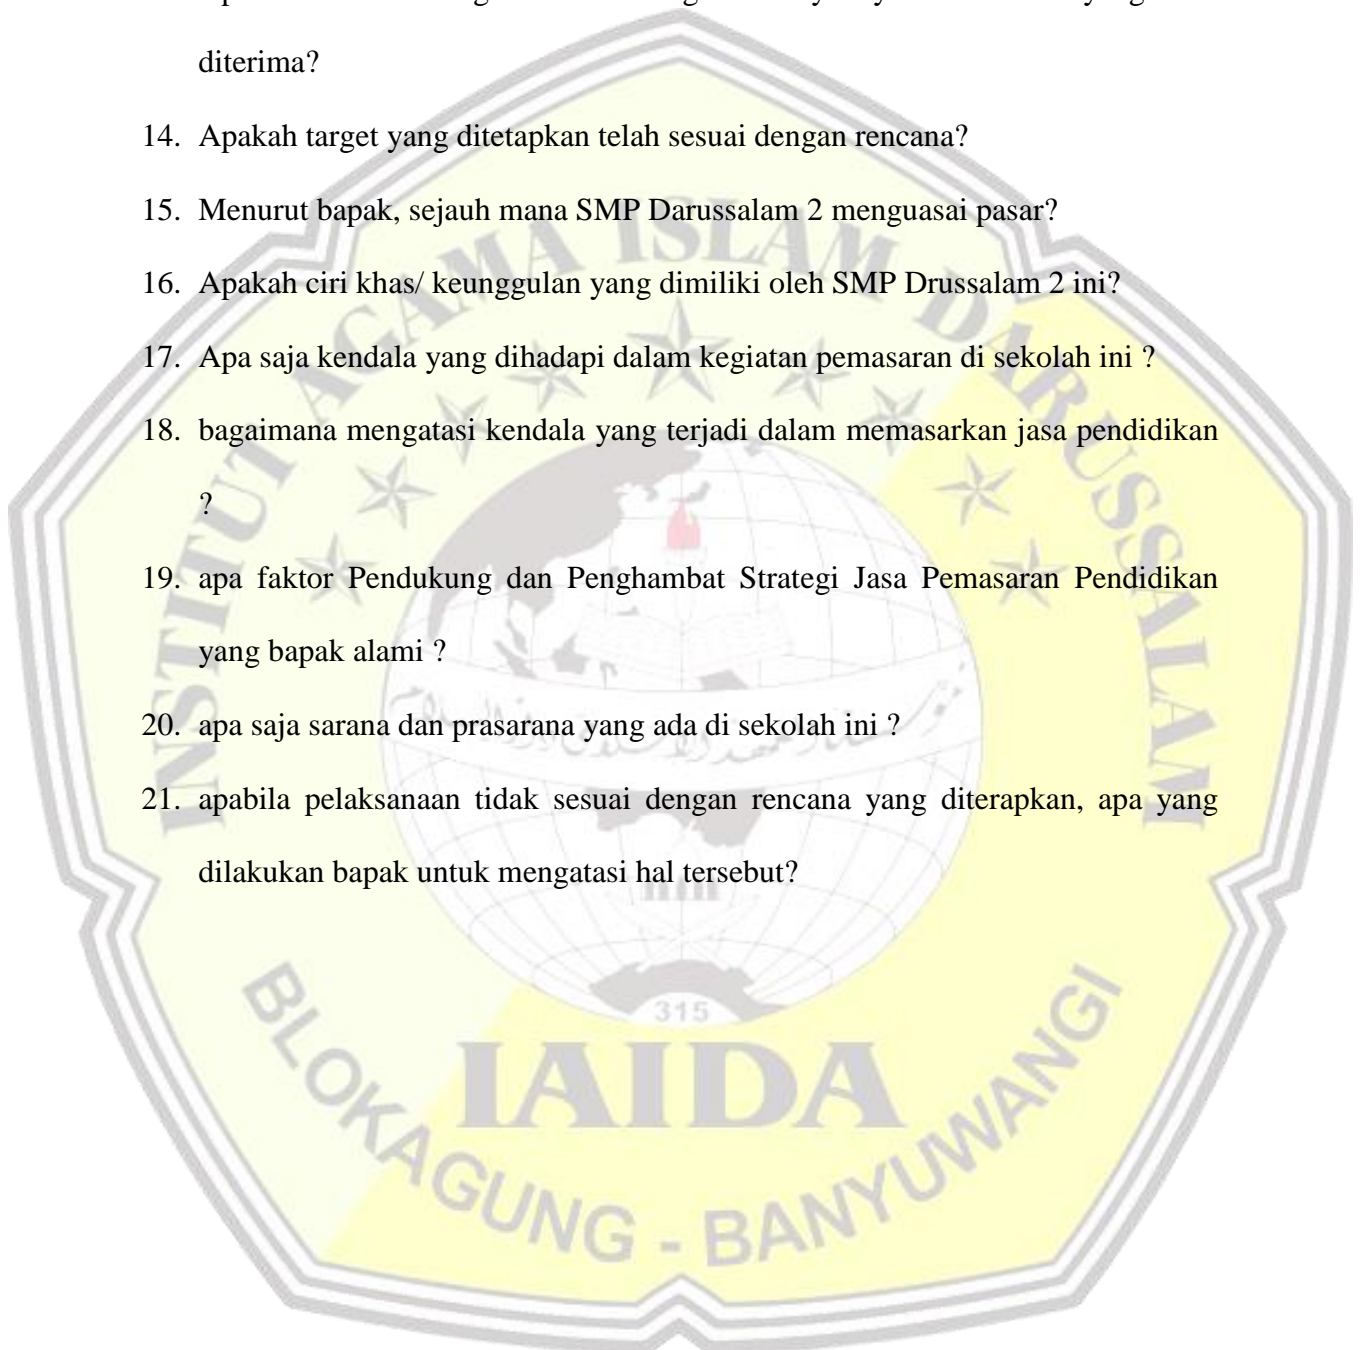 diterima?
14. Apakah target yang ditetapkan telah sesuai dengan rencana?
15. Menurut bapak, sejauh mana SMP Darussalam 2 menguasai pasar?
16. Apakah ciri khas/ keunggulan yang dimiliki oleh SMP Drussalam 2 ini?
17. Apa saja kendala yang dihadapi dalam kegiatan pemasaran di sekolah ini ?
18. bagaimana mengatasi kendala yang terjadi dalam memasarkan jasa pendidikan
?
19. apa faktor Pendukung dan Penghambat Strategi Jasa Pemasaran Pendidikan
yang bapak alami ?
20. apa saja sarana dan prasarana yang ada di sekolah ini ?
21. apabila pelaksanaan tidak sesuai dengan rencana yang diterapkan, apa yang
dilakukan bapak untuk mengatasi hal tersebut?
INSTITUT AGAMA ISLAM DARUSSALAM
315
IAIDA
BLOKAGUNG - BANYUWANGI